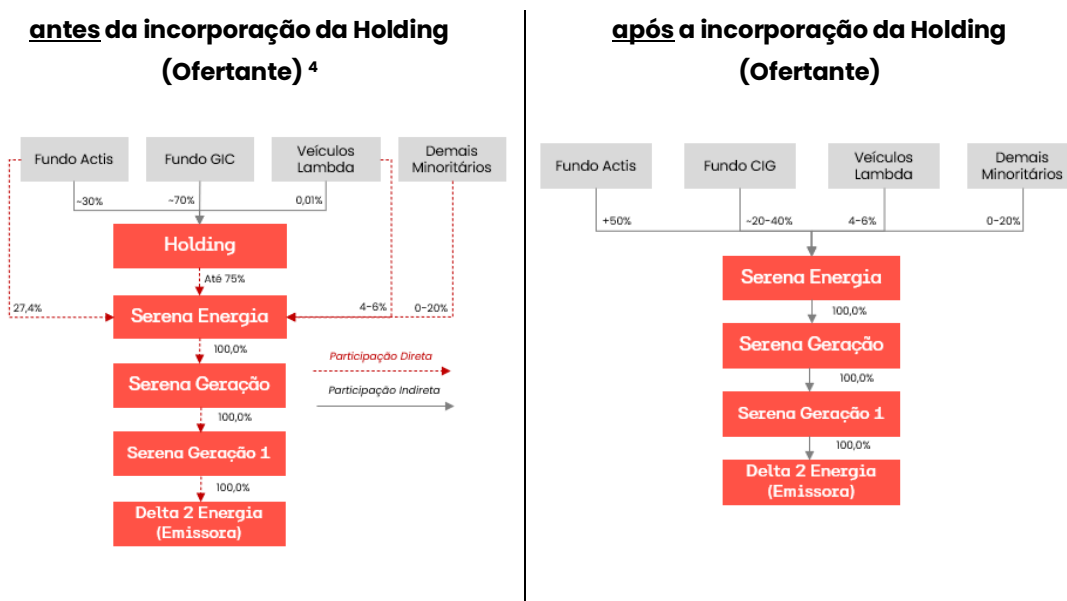 antes da incorporação da Holding
(Ofertante) ⁴
Fundo Actis
Fundo GIC
Veículos
Lambda
Demais
Minoritários
~30%
~70%
0,01%
Holding
Até 75%
27,4%
Serena Energia
4-6%
0-20%
100,0%
Serena Geração
100,0%
Serena Geração 1
100,0%
Delta 2 Energia
(Emissora)
Participação Direta
Participação Indireta
após a incorporação da Holding
(Ofertante)
Fundo Actis
Fundo CIG
Veículos
Lambda
Demais
Minoritários
+50%
~20-40%
4-6%
0-20%
Serena Energia
100,0%
Serena Geração
100,0%
Serena Geração 1
100,0%
Delta 2 Energia
(Emissora)